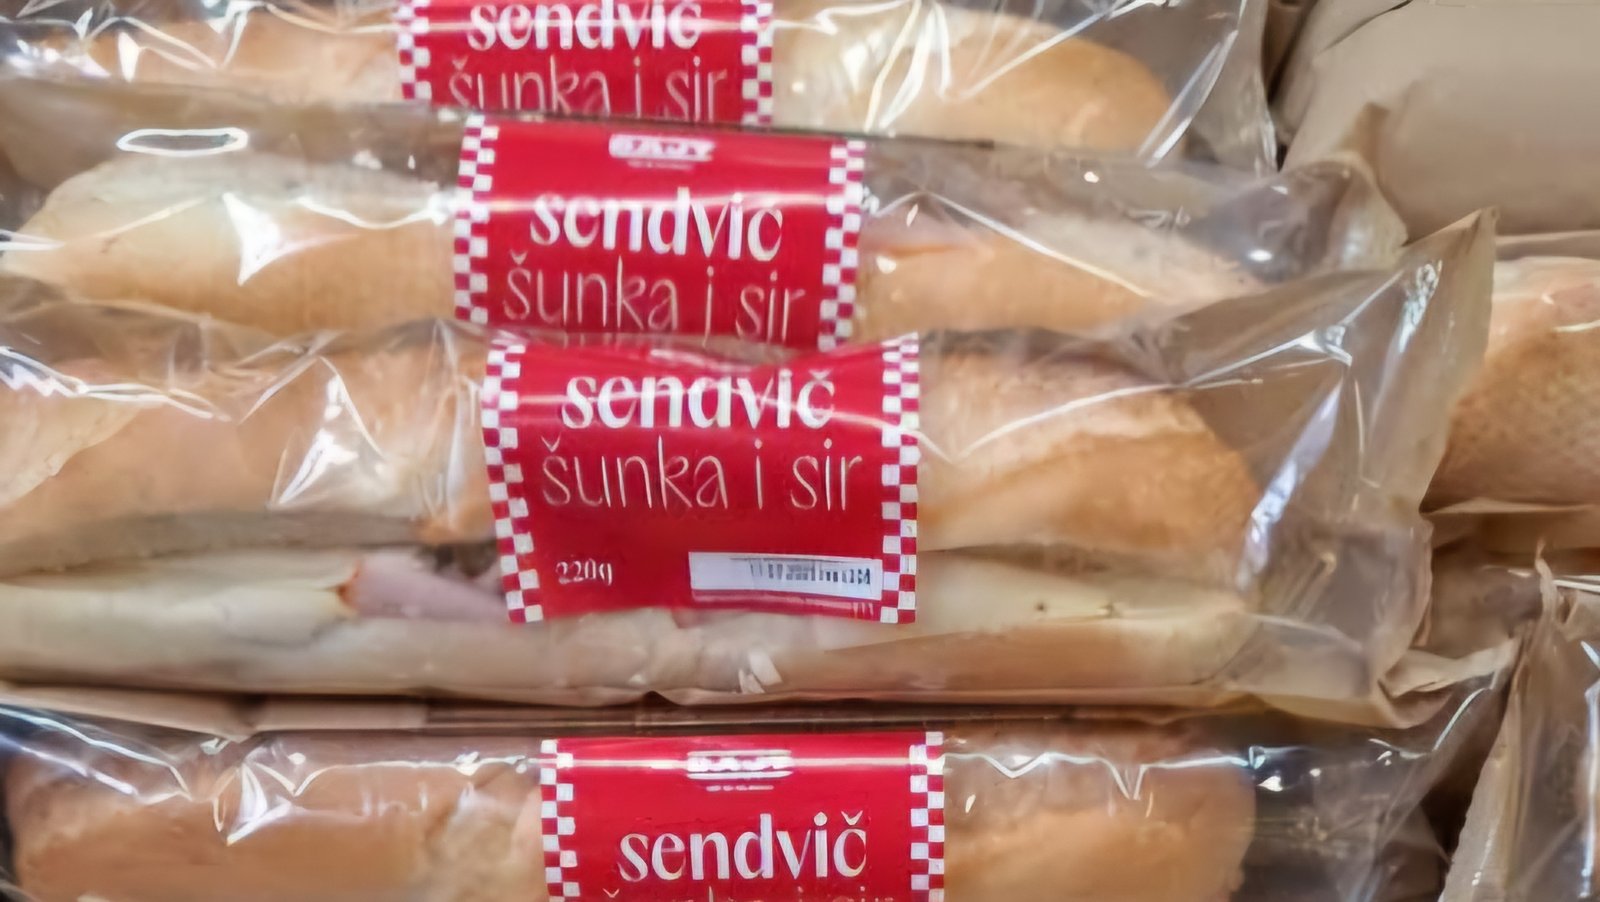 sendvič
šunka i sir
sendvič
šunka i sir
sendvič
šunka i sir
220g
sendvič